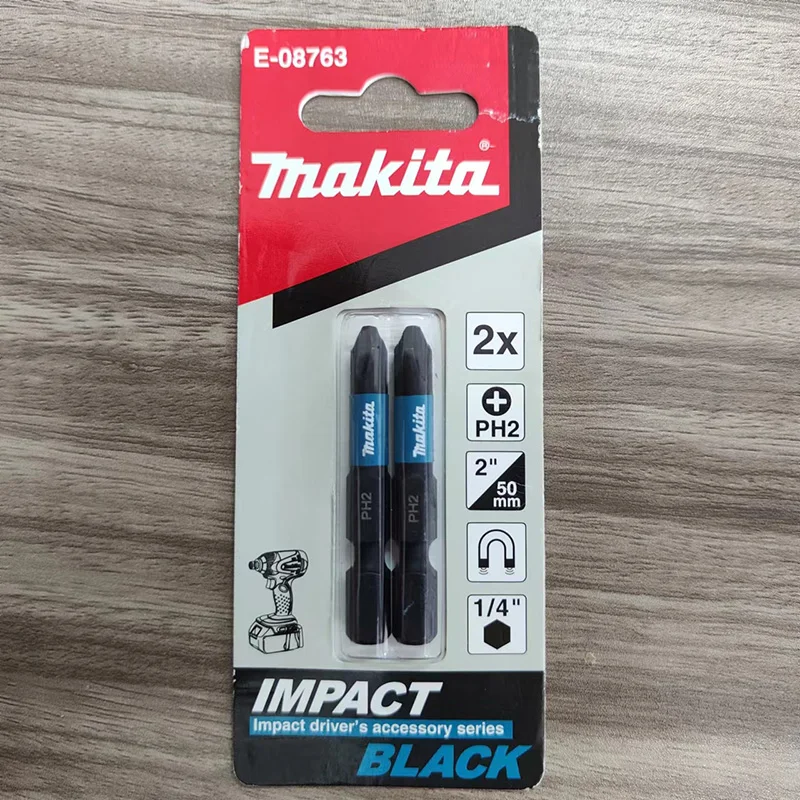 E-08763
makita®
2x
PH2
2"
50
mm
1/4"
makita
makita
PH2
PH2
IMPACT
Impact driver's accessory series
BLACK